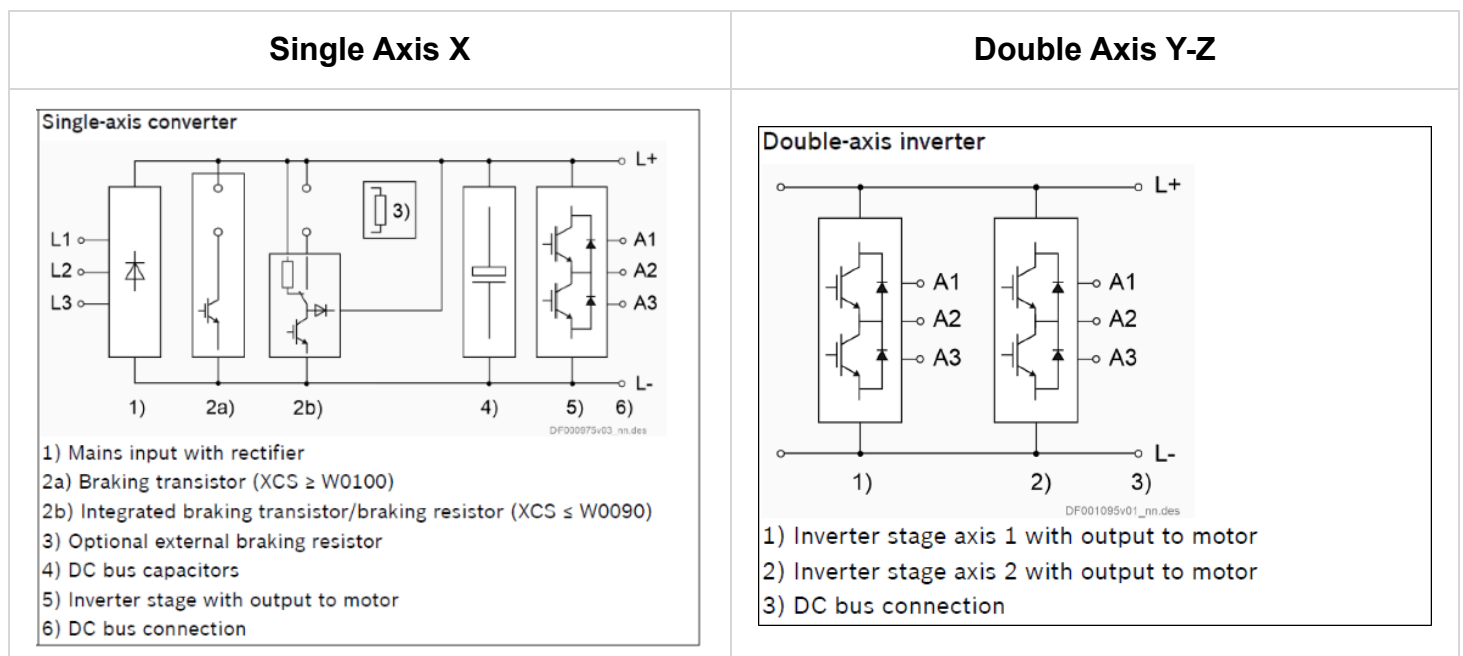 Single Axis X
Double Axis Y-Z
Single-axis converter
L+
L1
L2
L3
3)
A1
A2
A3
L-
1) 2a) 2b) 4) 5) 6)
DF000975v03_nn.des
1) Mains input with rectifier
2a) Braking transistor (XCS ≥ W0100)
2b) Integrated braking transistor/braking resistor (XCS ≤ W0090)
3) Optional external braking resistor
4) DC bus capacitors
5) Inverter stage with output to motor
6) DC bus connection
Double-axis inverter
L+
A1 A1
A2 A2
A3 A3
L-
1) 2) 3)
DF001095v01_nn.des
1) Inverter stage axis 1 with output to motor
2) Inverter stage axis 2 with output to motor
3) DC bus connection